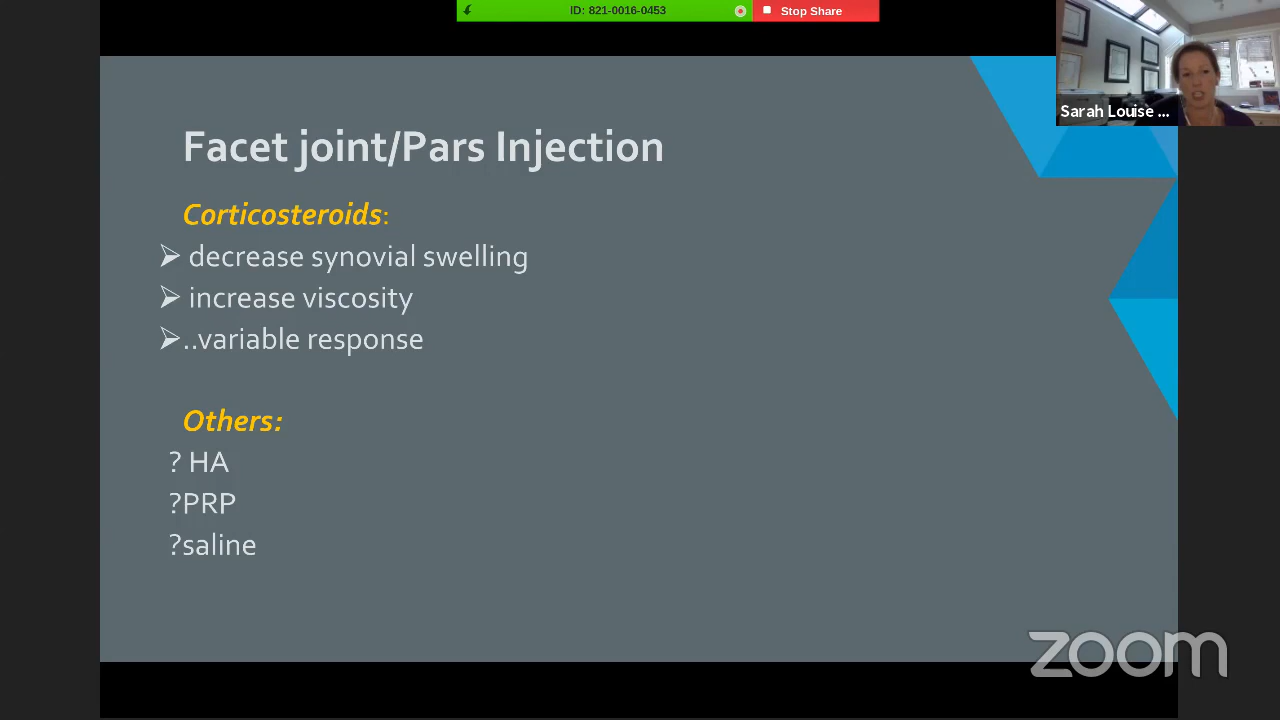 ID: 821-0016-0453
Stop Share
Sarah Louise ...
Facet joint/Pars Injection
Corticosteroids:
➢ decrease synovial swelling
➢ increase viscosity
➢..variable response
Others:
? HA
?PRP
?saline
zoom